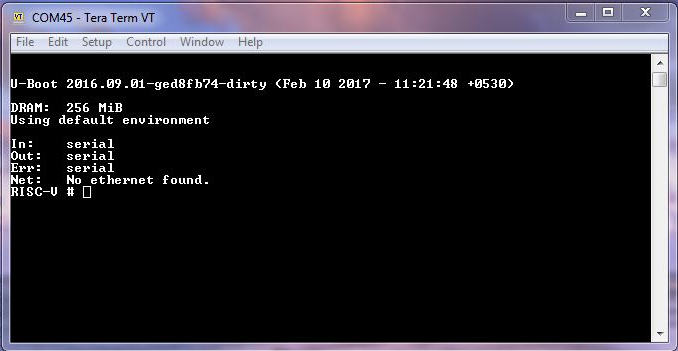 COM45 - Tera Term VT
File Edit Setup Control Window Help
U-Boot 2016.09.01-ged8fb74-dirty (Feb 10 2017 - 11:21:48 +0530)
DRAM:  256 MiB
Using default environment
In:    serial
Out:   serial
Err:   serial
Net:   No ethernet found.
RISC-V #